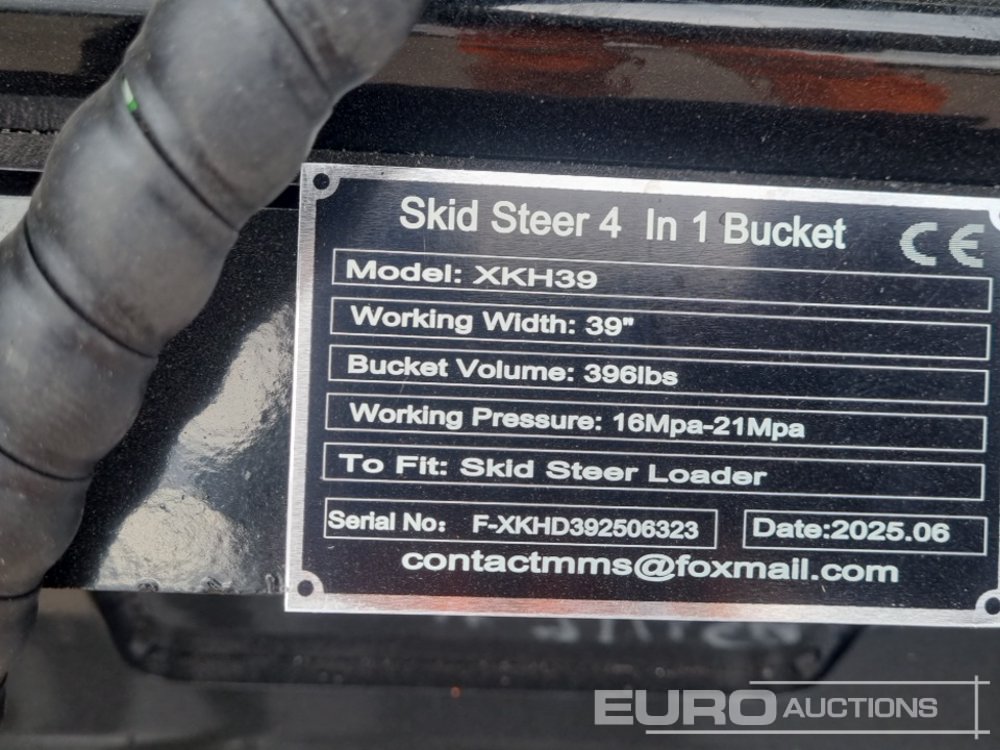 Skid Steer 4 In 1 Bucket
CE
Model: XKH39
Working Width: 39"
Bucket Volume: 396lbs
Working Pressure: 16Mpa-21Mpa
To Fit: Skid Steer Loader
Serial No: F-XKHD392506323
Date:2025.06
contactmms@foxmail.com
EURO AUCTIONS